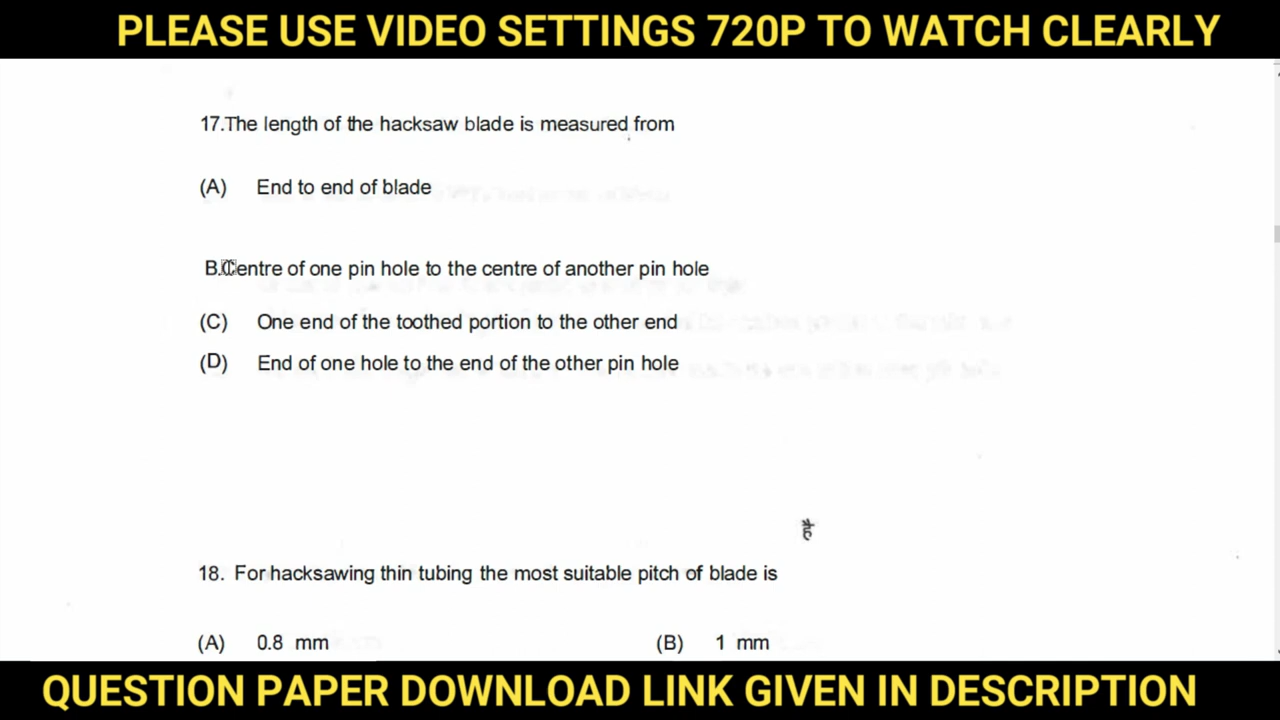 PLEASE USE VIDEO SETTINGS 720P TO WATCH CLEARLY
17.The length of the hacksaw blade is measured from
(A) End to end of blade
B.Centre of one pin hole to the centre of another pin hole
(C) One end of the toothed portion to the other end
(D) End of one hole to the end of the other pin hole
है
18. For hacksawing thin tubing the most suitable pitch of blade is
(A) 0.8 mm (B) 1 mm
QUESTION PAPER DOWNLOAD LINK GIVEN IN DESCRIPTION